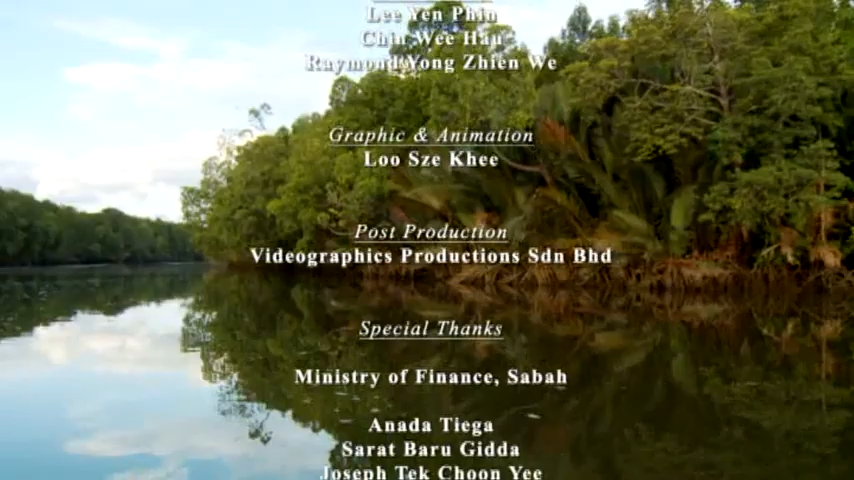 Lee Yen Phin
Chin Wee Hau
Raymond Yong Zhien We
Graphic & Animation
Loo Sze Khee
Post Production
Videographics Productions Sdn Bhd
Special Thanks
Ministry of Finance, Sabah
Anada Tiega
Sarat Baru Gidda
Joseph Tek Choon Yee